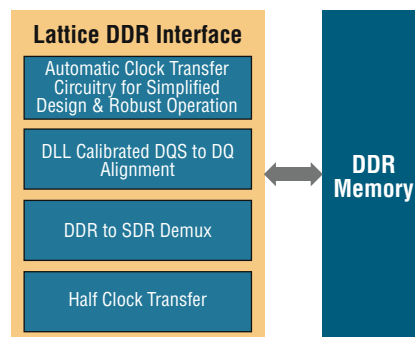 Lattice DDR Interface
Automatic Clock Transfer
Circuitry for Simplified
Design & Robust Operation
DLL Calibrated DQS to DQ
Alignment
DDR to SDR Demux
Half Clock Transfer
DDR
Memory